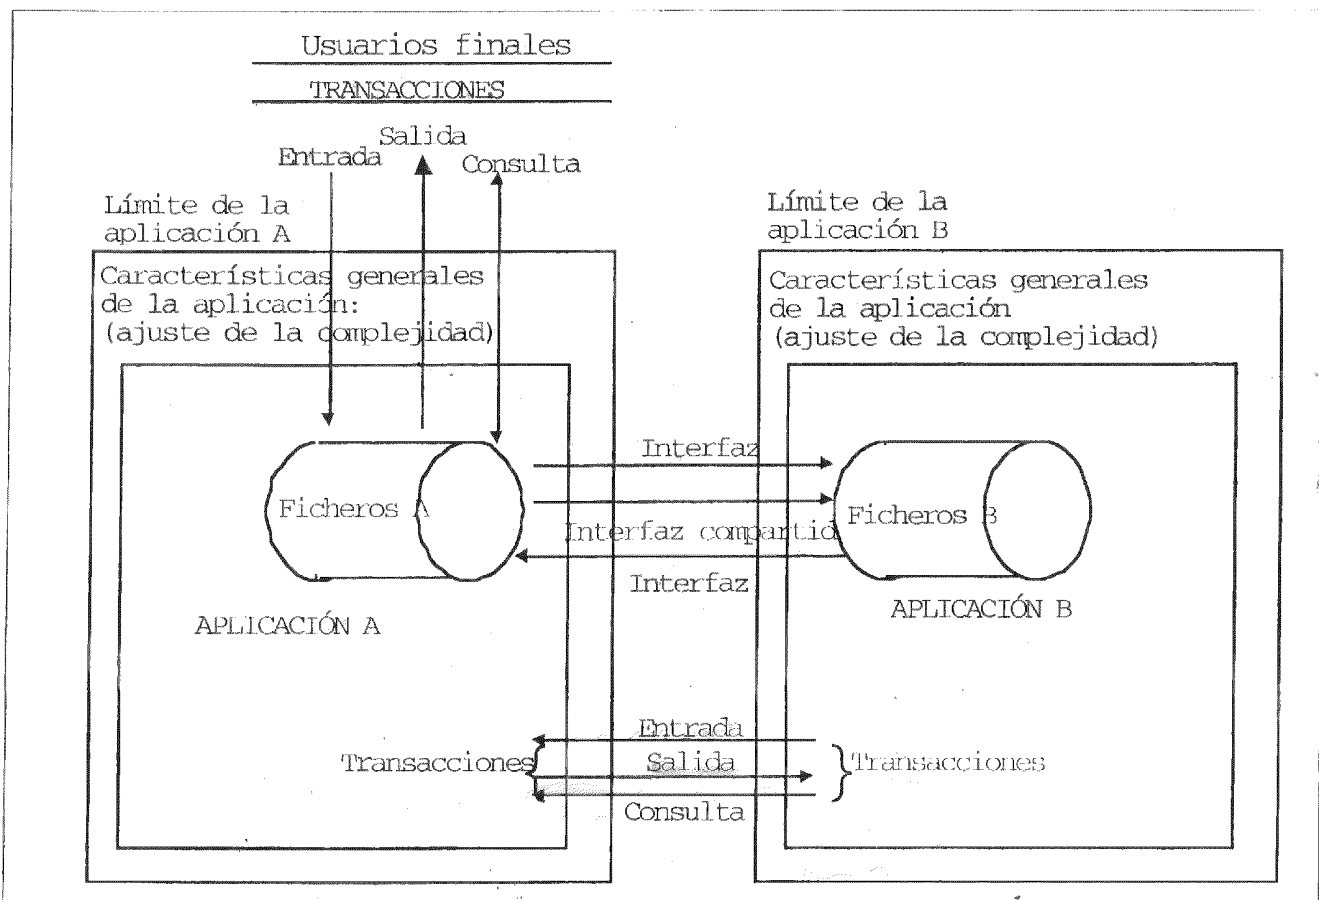 Usuarios finales
TRANSACCIONES
Salida
Entrada
Consulta
Límite de la
aplicación A
Límite de la
aplicación B
Características generales
de la aplicación:
(ajuste de la complejidad)
Características generales
de la aplicación
(ajuste de la complejidad)
Interfaz
Ficheros A
Ficheros B
Interfaz compartid
Interfaz
APLICACIÓN A
APLICACIÓN B
Entrada
Transacciones
Salida
Transacciones
Consulta